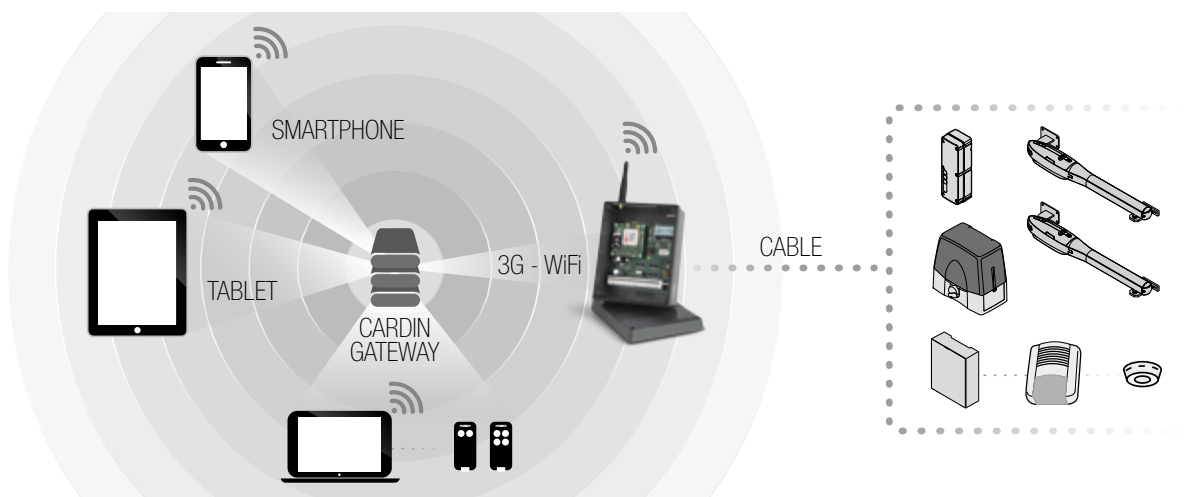 SMARTPHONE
TABLET
CARDIN
GATEWAY
3G - WiFi
CABLE